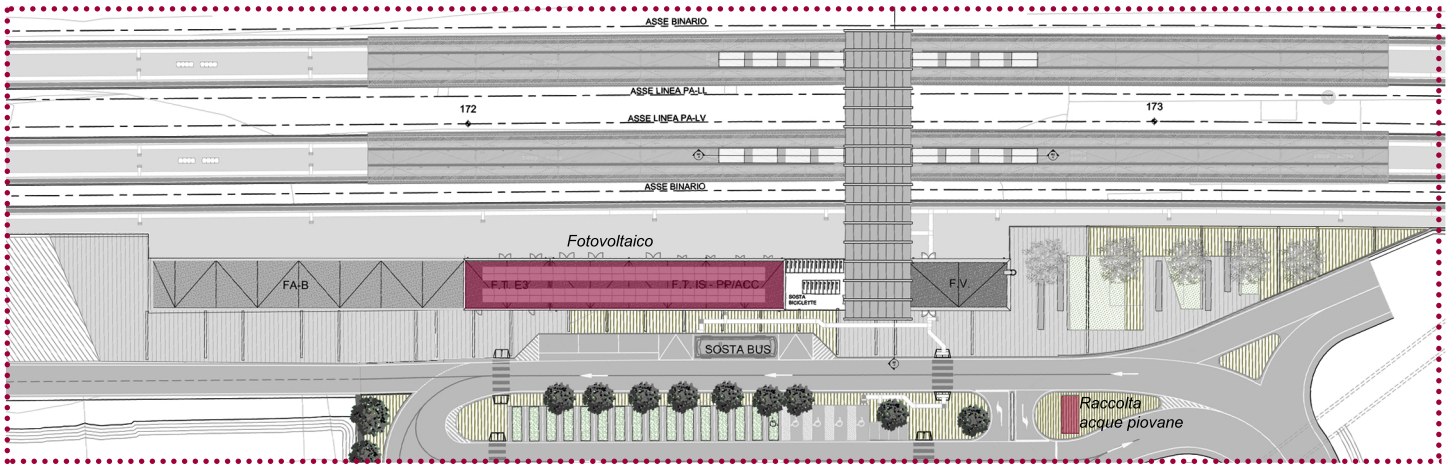 ASSE BINARIO
ASSE LINEA PA-LL
172
173
ASSE LINEA PA-LV
ASSE BINARIO
Fotovoltaico
FA-B
F.T. E3
F.T. IS - PP/ACC
SOSTA
BICICLETTE
F.V.
SOSTA BUS
Raccolta
acque piovane